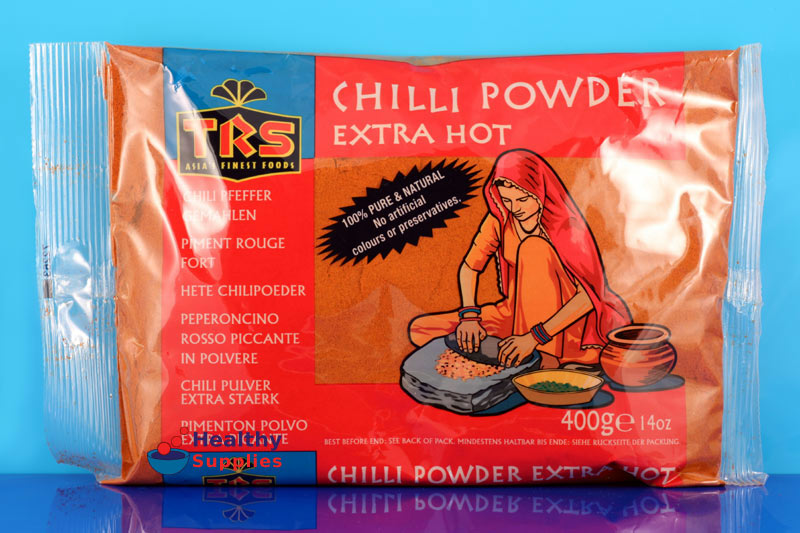 CHILLI POWDER
EXTRA HOT
TRS
ASIA'S FINEST FOODS
100% PURE & NATURAL
No artificial
colours or preservatives.
CHILI PFEFFER
GEMAHLEN
PIMENT ROUGE
FORT
HETE CHILIPOEDER
PEPERONCINO
ROSSO PICCANTE
IN POLVERE
CHILI PULVER
EXTRA STAERK
PIMENTON POLVO
400g℮ 14oz
BEST BEFORE END: SEE BACK OF PACK. MINDESTENS HALTBAR BIS ENDE: SIEHE RUCKSEITE DER PACKUNG
Healthy
Supplies
TRS
CHILLI POWDER EXTRA HOT